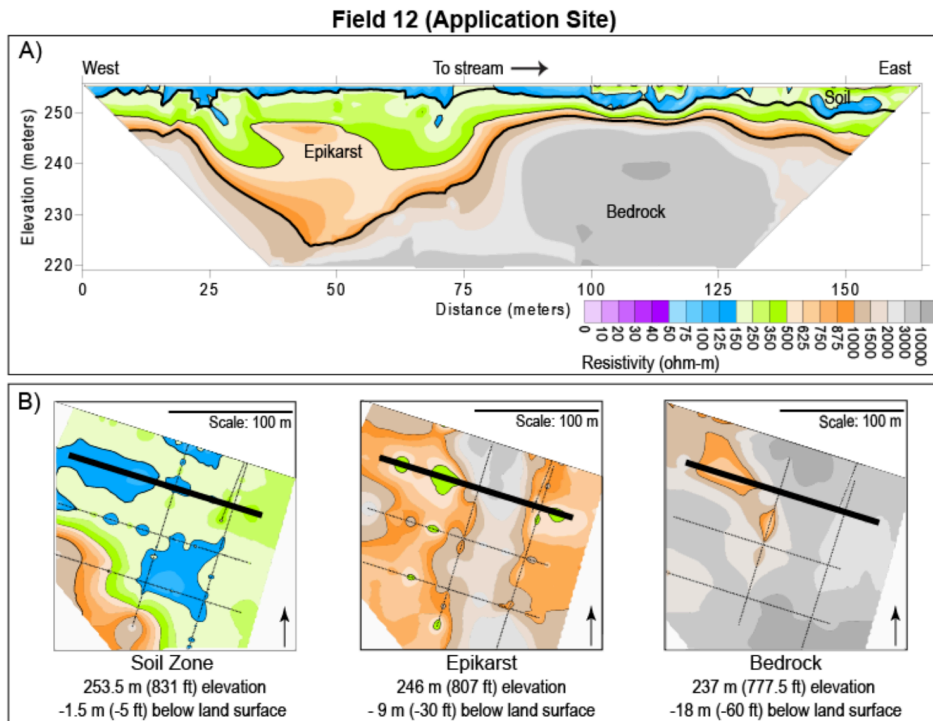 Field 12 (Application Site)
A)
West To stream East
Soil
Epikarst
Bedrock
Elevation (meters)
250
240
230
220
0 25 50 75 100 125 150
Distance (meters)
0 10 20 30 40 50 75 100 125 150 250 350 500 625 750 875 1000 1500 2000 3000 10000
Resistivity (ohm-m)
B)
Scale: 100 m Scale: 100 m Scale: 100 m
Soil Zone Epikarst Bedrock
253.5 m (831 ft) elevation 246 m (807 ft) elevation 237 m (777.5 ft) elevation
-1.5 m (-5 ft) below land surface - 9 m (-30 ft) below land surface -18 m (-60 ft) below land surface